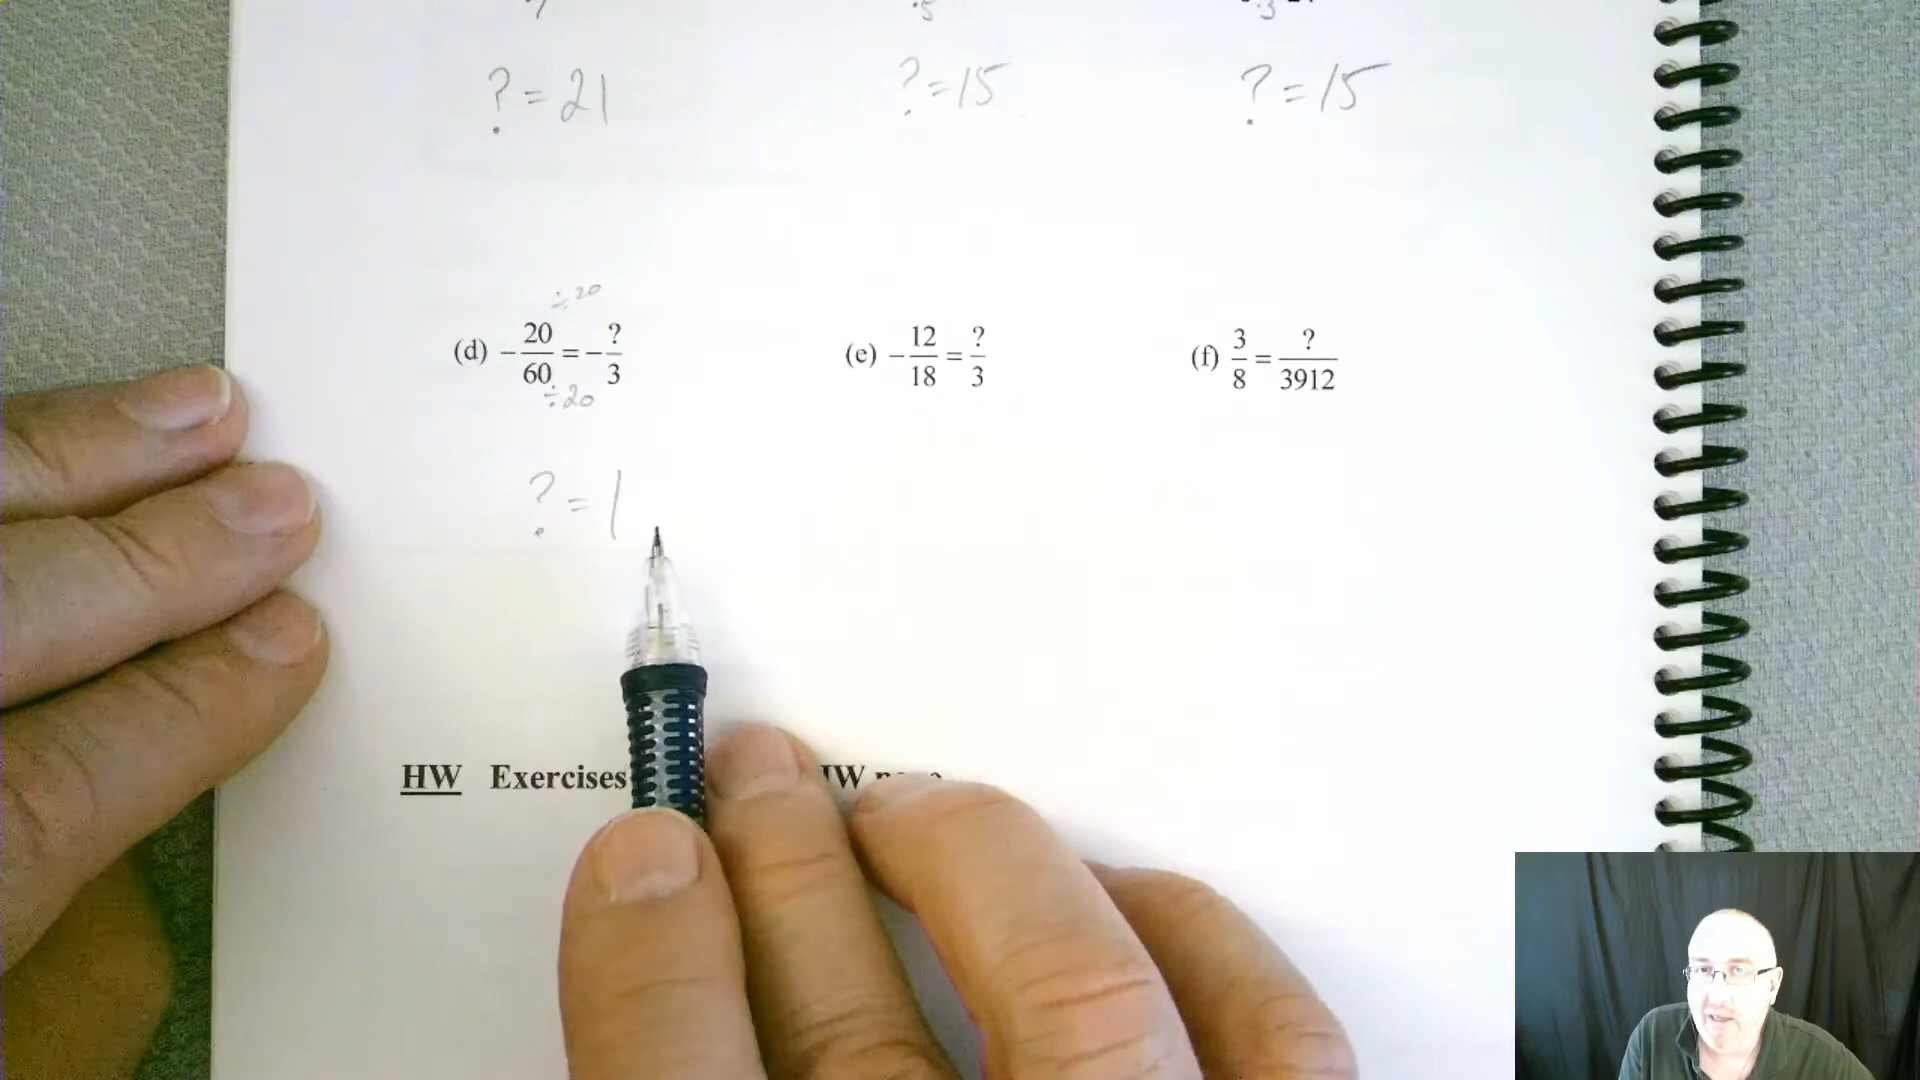 ? = 21 ? = 15 ? = 15
÷20
(d) - 20/60 = - ?/3 (e) - 12/18 = ?/3 (f) 3/8 = ?/3912
÷20
? = 1
HW Exercises